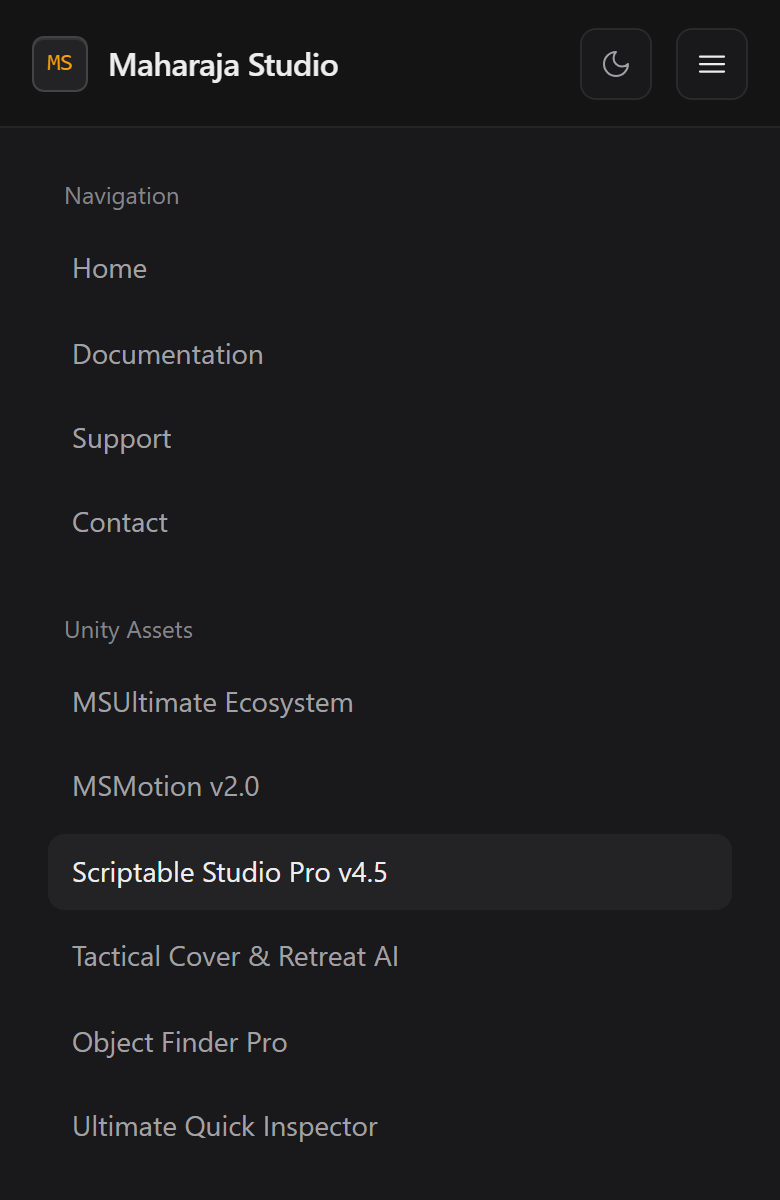 MS
Maharaja Studio
Navigation
Home
Documentation
Support
Contact
Unity Assets
MSUltimate Ecosystem
MSMotion v2.0
Scriptable Studio Pro v4.5
Tactical Cover & Retreat AI
Object Finder Pro
Ultimate Quick Inspector